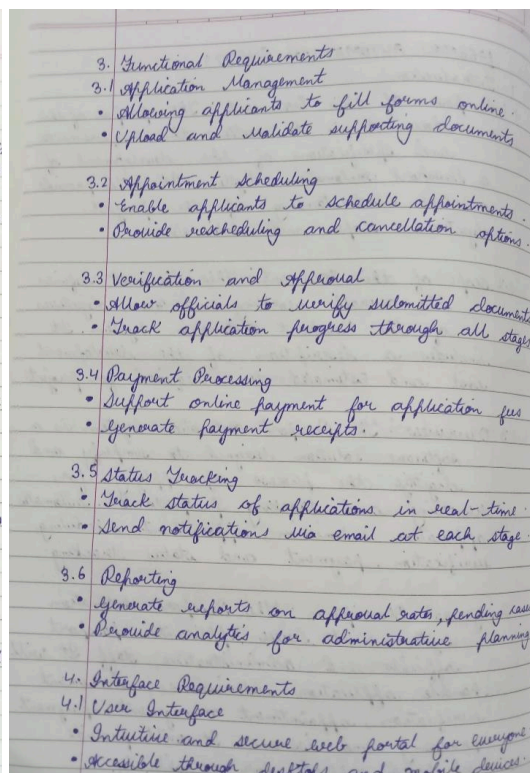 3. Functional Requirements
3.1 Application Management
• Allowing applicants to fill forms online.
• Upload and Validate supporting documents
3.2 Appointment Scheduling
• Enable applicants to schedule appointments.
• Provide rescheduling and cancellation options.
3.3 Verification and Approval
• Allow officials to verify submitted document
• Track application progress through all stages
3.4 Payment Processing
• Support online payment for application fees
• Generate payment receipts.
3.5 Status Tracking
• Track status of applications in real-time.
• Send notifications via email at each stage
3.6 Reporting
• Generate reports on approval rates, pending cases
• Provide analytics for administrative planning
4. Interface Requirements
4.1 User Interface
• Intuitive and secure web portal for everyone
• Accessible through desktops and mobile devices